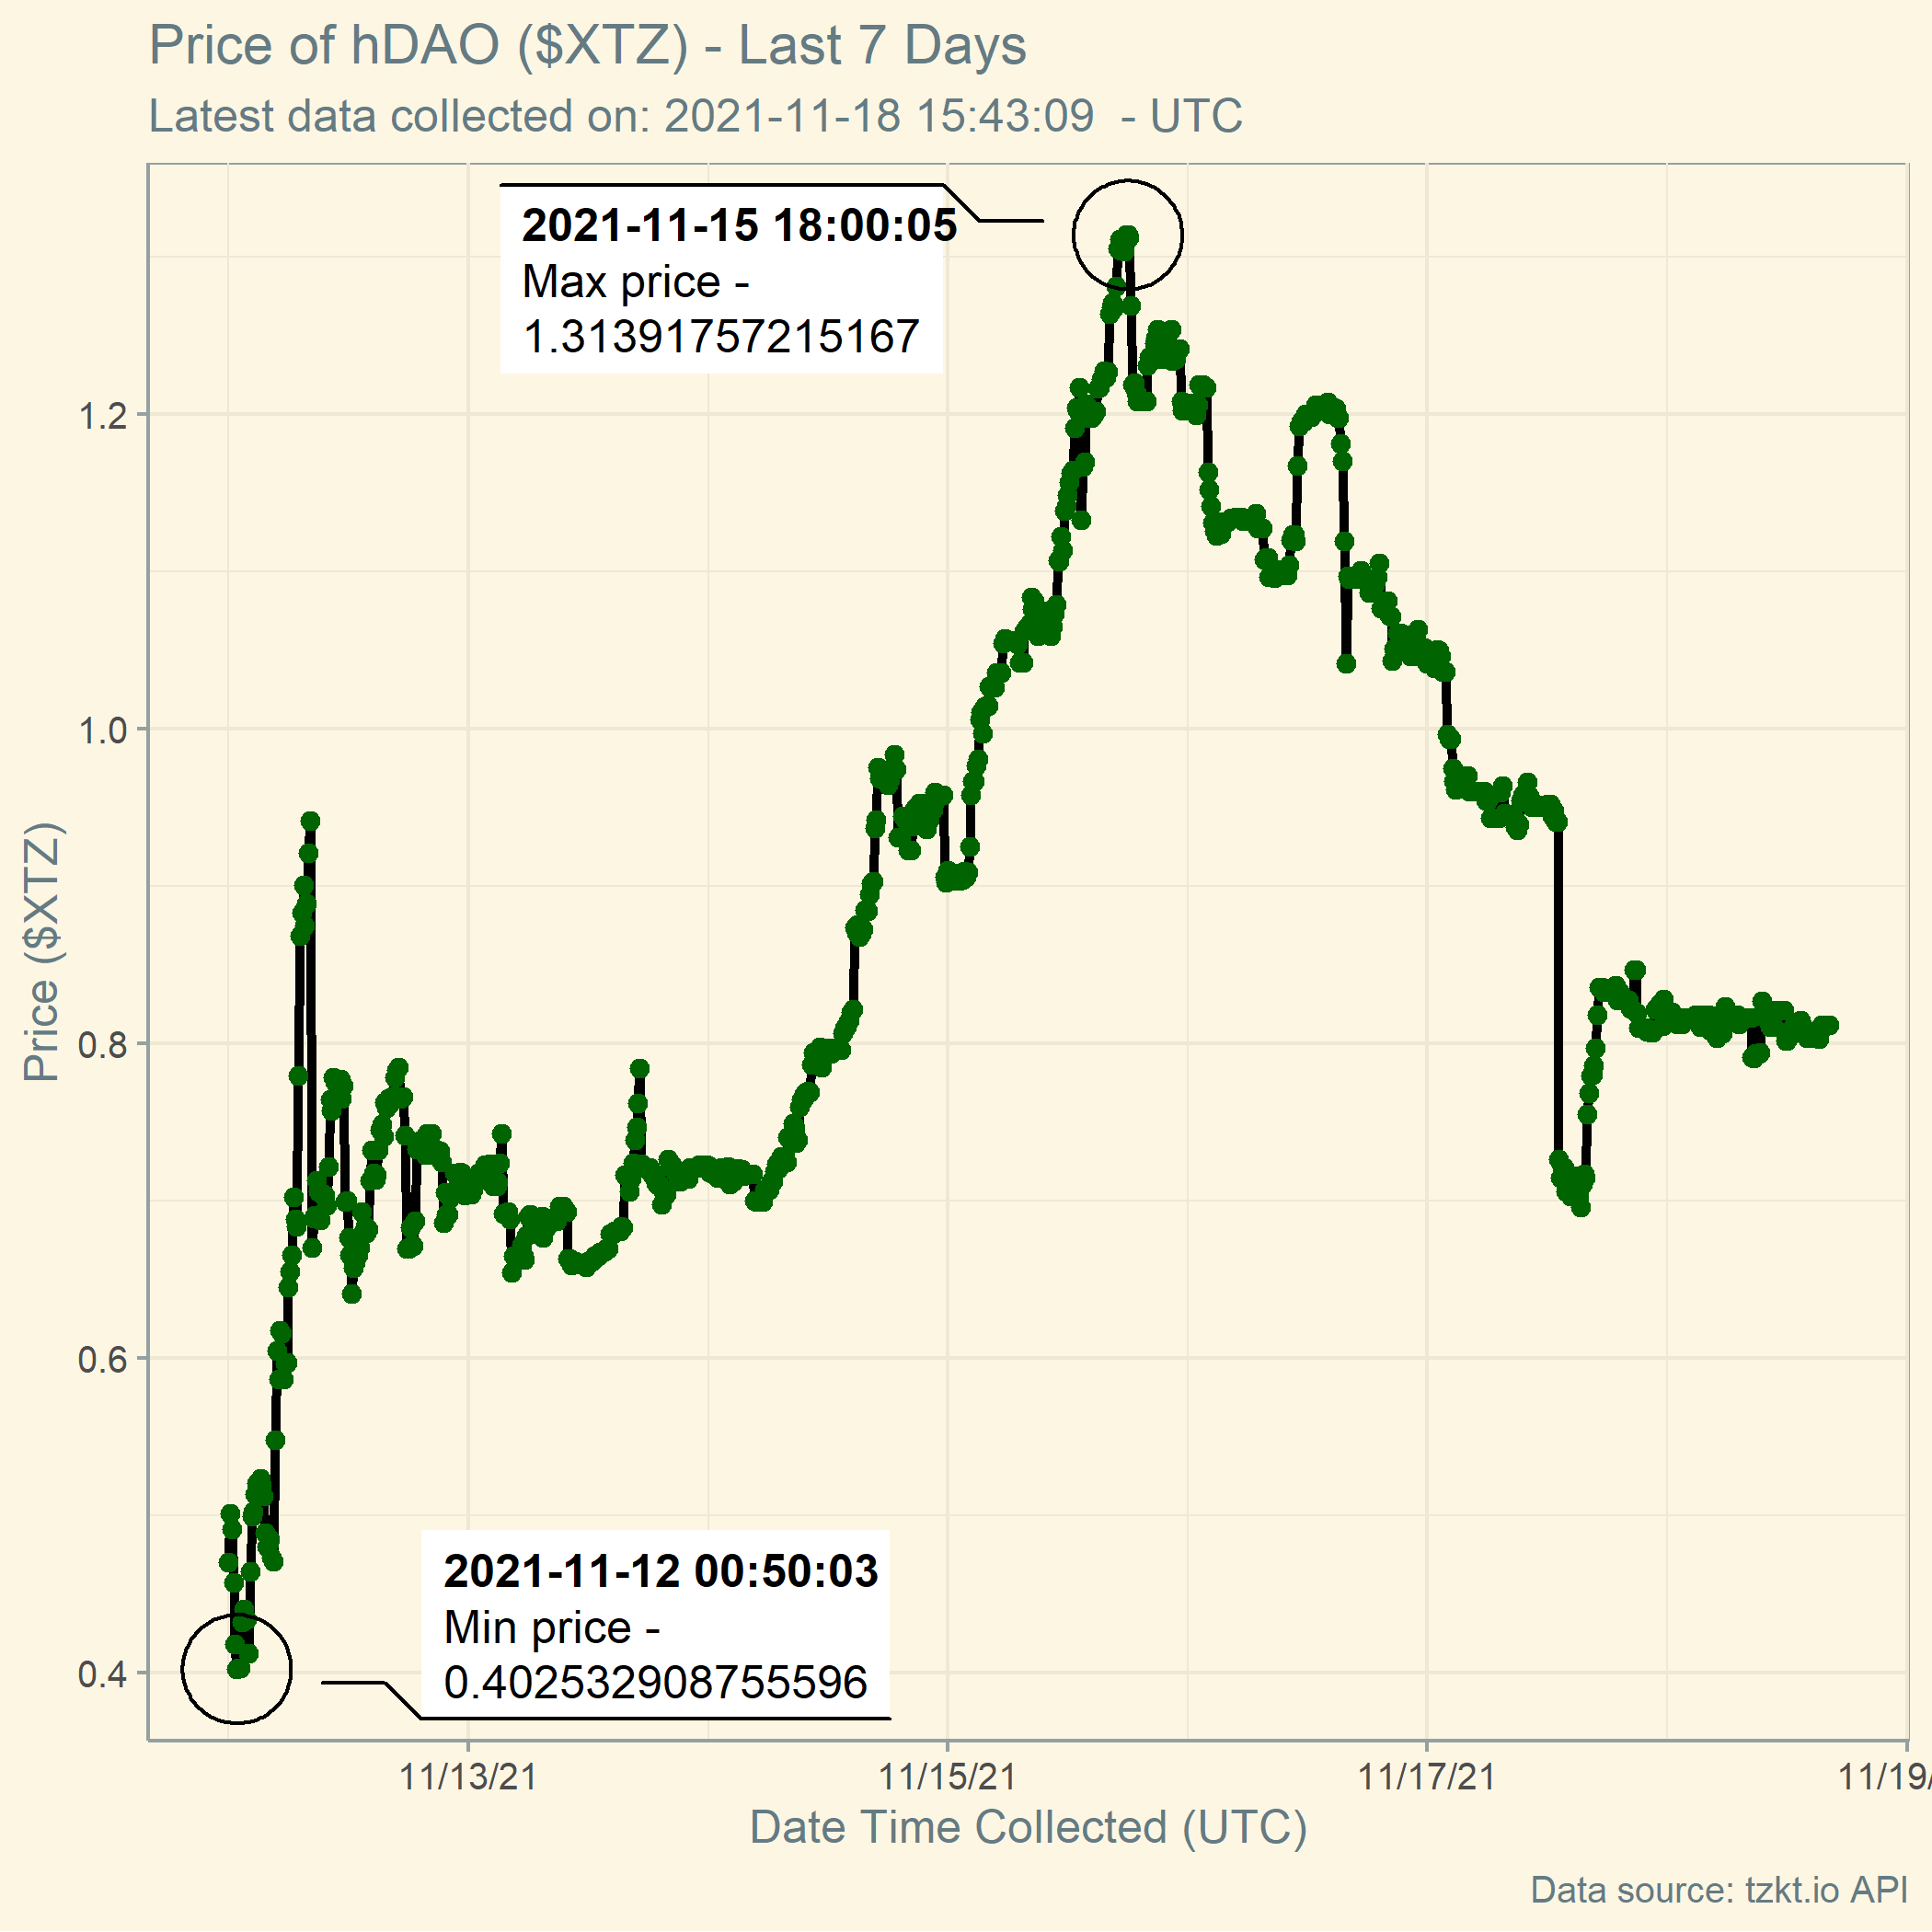 Price of hDAO ($XTZ) - Last 7 Days
Latest data collected on: 2021-11-18 15:43:09  - UTC
2021-11-15 18:00:05
Max price -
1.31391757215167
1.2
1.0
0.8
0.6
0.4
Price ($XTZ)
2021-11-12 00:50:03
Min price -
0.402532908755596
11/13/21
11/15/21
11/17/21
11/19/
Date Time Collected (UTC)
Data source: tzkt.io API